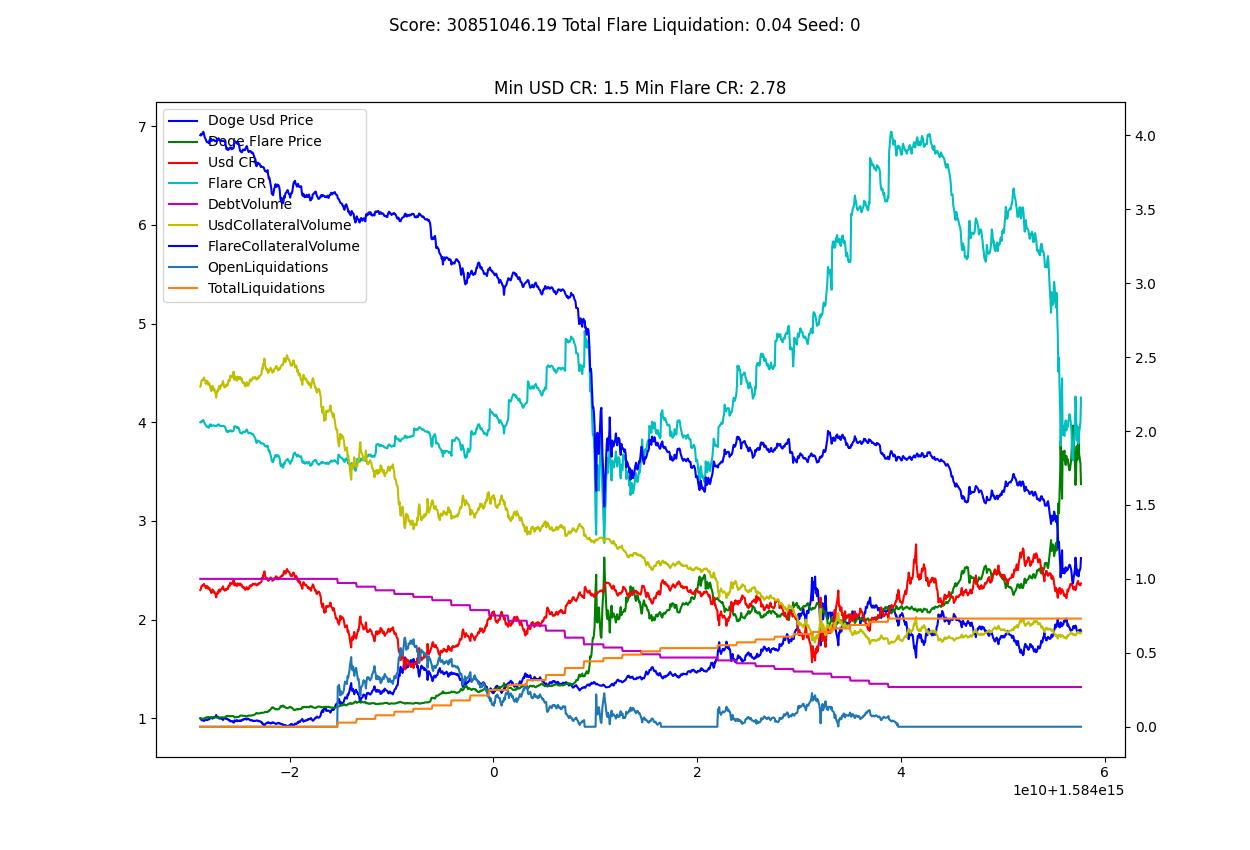 Score: 30851046.19 Total Flare Liquidation: 0.04 Seed: 0
Min USD CR: 1.5 Min Flare CR: 2.78
Doge Usd Price
Doge Flare Price
Usd CR
Flare CR
DebtVolume
UsdCollateralVolume
FlareCollateralVolume
OpenLiquidations
TotalLiquidations
7
6
5
4
3
2
1
4.0
3.5
3.0
2.5
2.0
1.5
1.0
0.5
0.0
−2 0 2 4 6
1e10+1.584e15